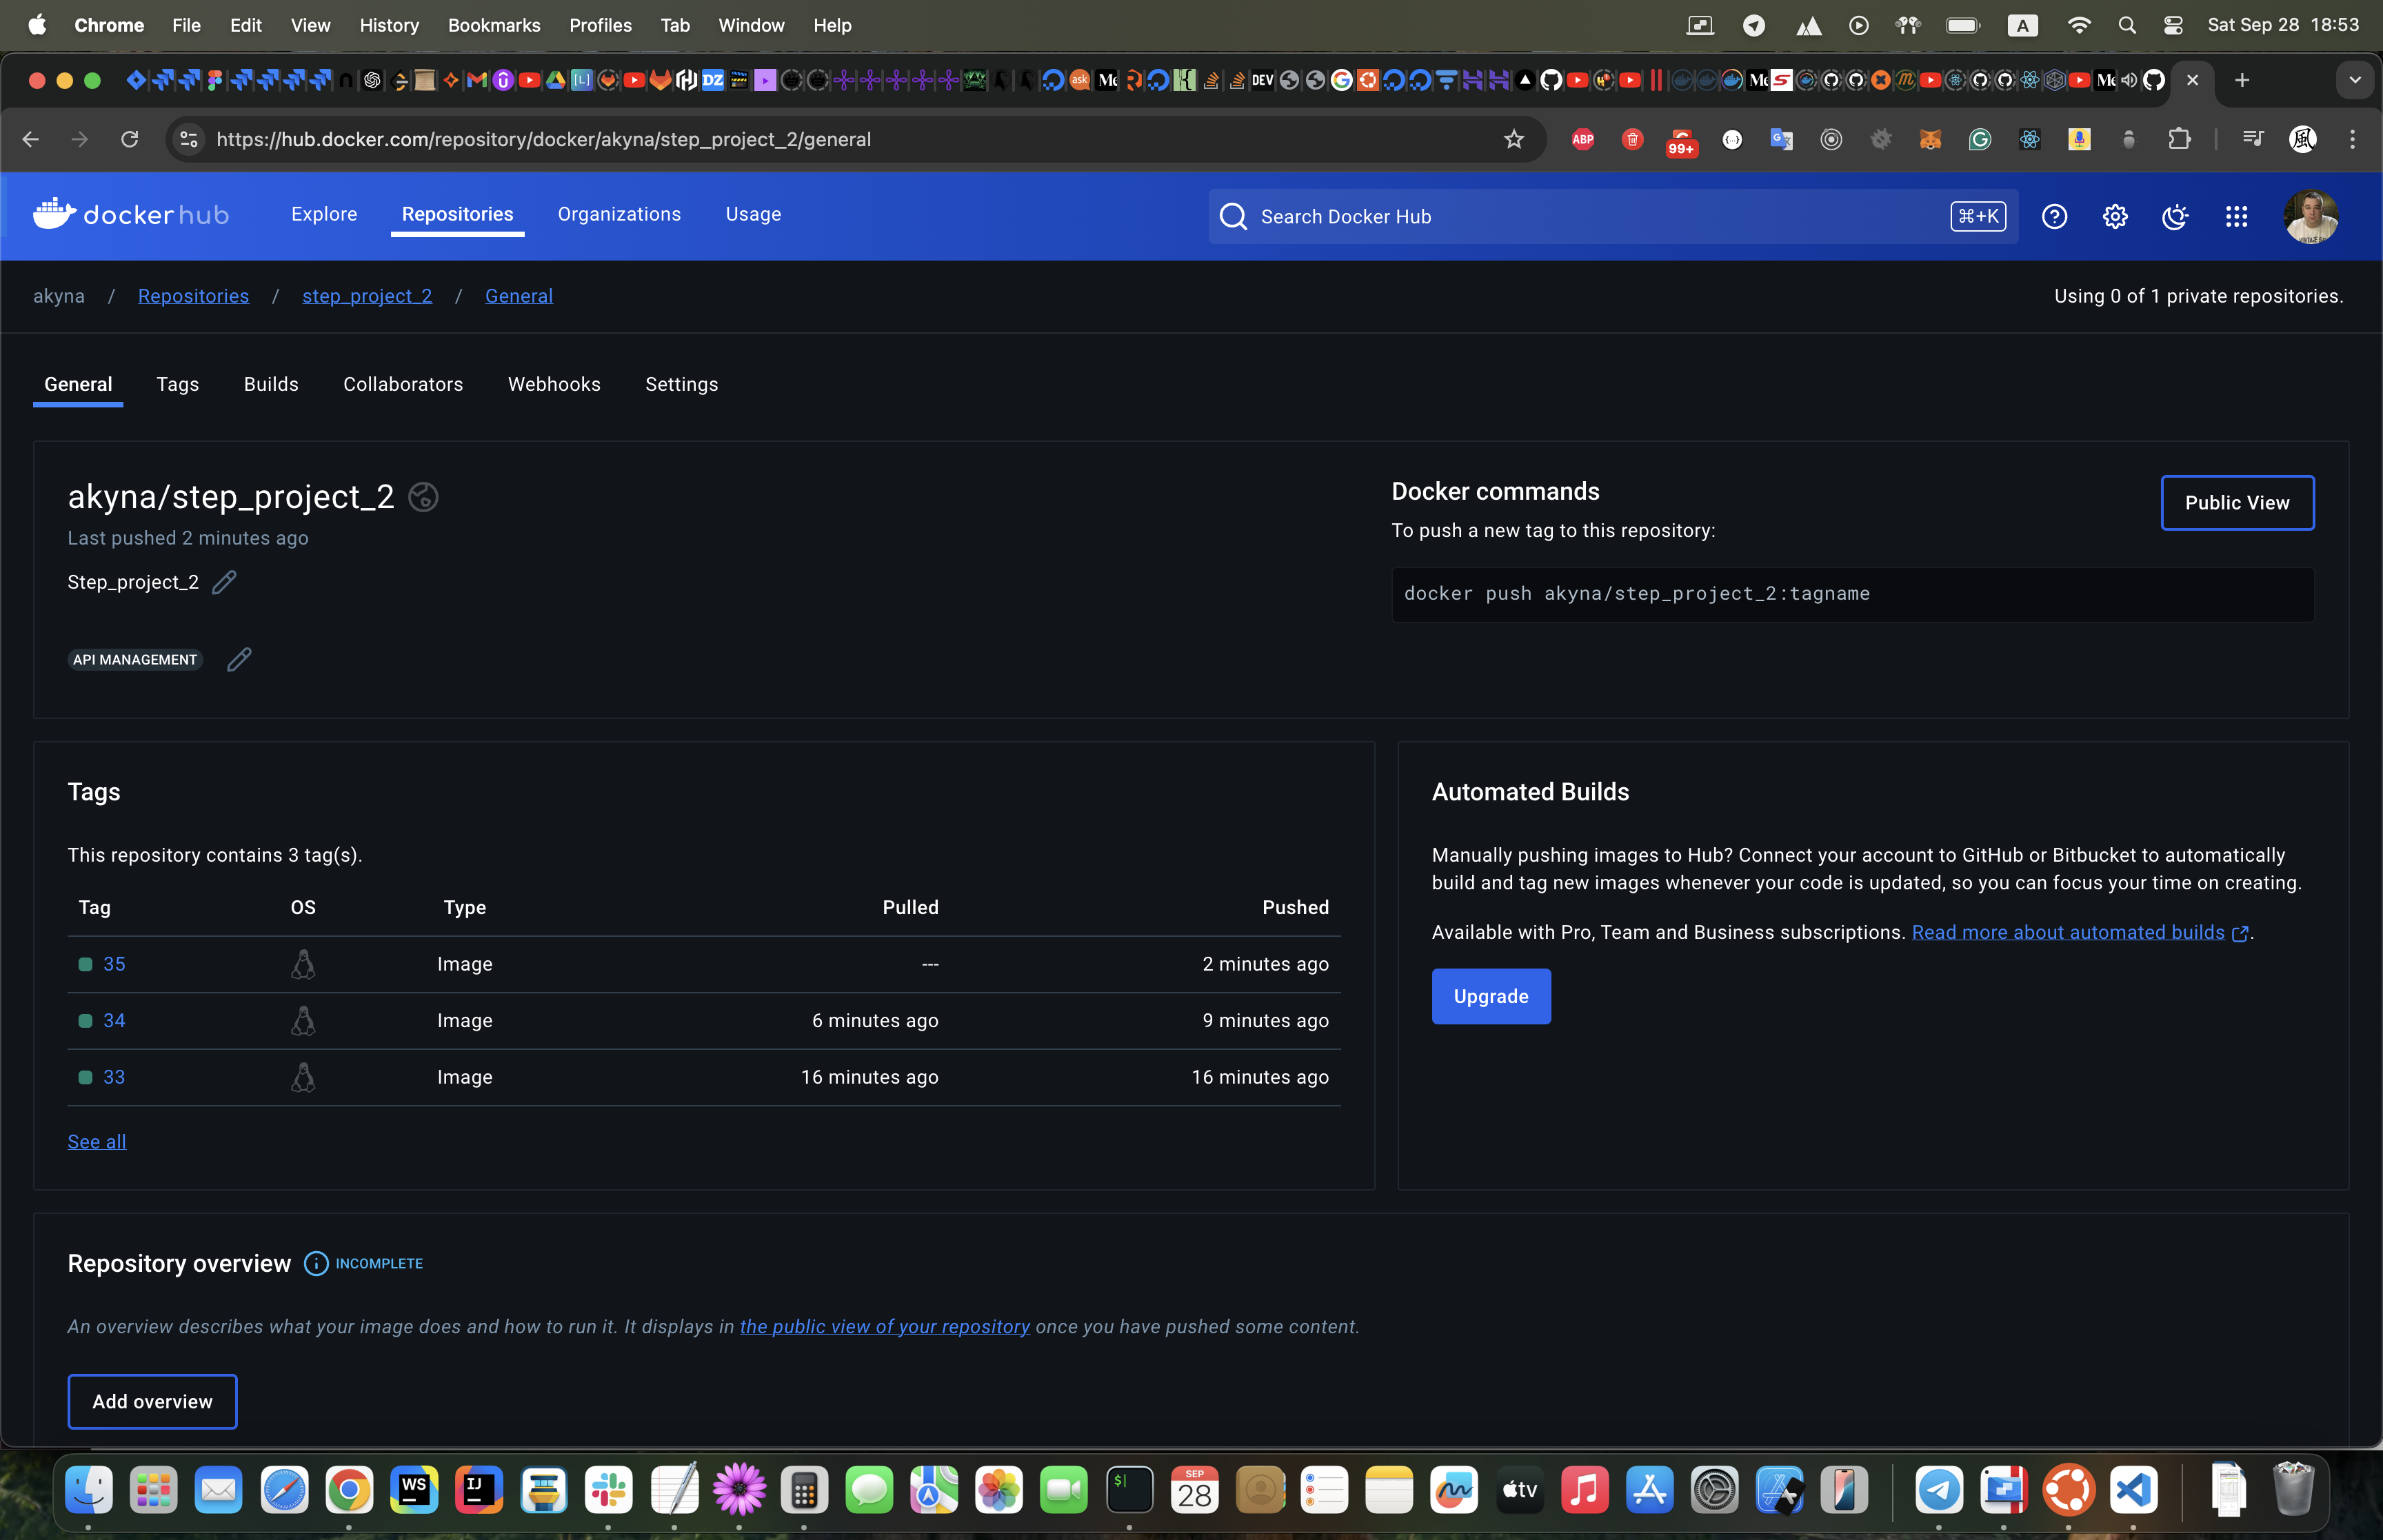 Chrome File Edit View History Bookmarks Profiles Tab Window Help A Sat Sep 28 18:53
https://hub.docker.com/repository/docker/akyna/step_project_2/general ABP 99+
dockerhub Explore Repositories Organizations Usage Search Docker Hub ⌘+K
akyna / Repositories / step_project_2 / General Using 0 of 1 private repositories.
General Tags Builds Collaborators Webhooks Settings
akyna/step_project_2
Last pushed 2 minutes ago
Step_project_2
API MANAGEMENT
Docker commands
Public View
To push a new tag to this repository:
docker push akyna/step_project_2:tagname
Tags
This repository contains 3 tag(s).
Tag OS Type Pulled Pushed
35 Image --- 2 minutes ago
34 Image 6 minutes ago 9 minutes ago
33 Image 16 minutes ago 16 minutes ago
See all
Automated Builds
Manually pushing images to Hub? Connect your account to GitHub or Bitbucket to automatically
build and tag new images whenever your code is updated, so you can focus your time on creating.
Available with Pro, Team and Business subscriptions. Read more about automated builds.
Upgrade
Repository overview INCOMPLETE
An overview describes what your image does and how to run it. It displays in the public view of your repository once you have pushed some content.
Add overview
WS IJ $ SEP 28 tv